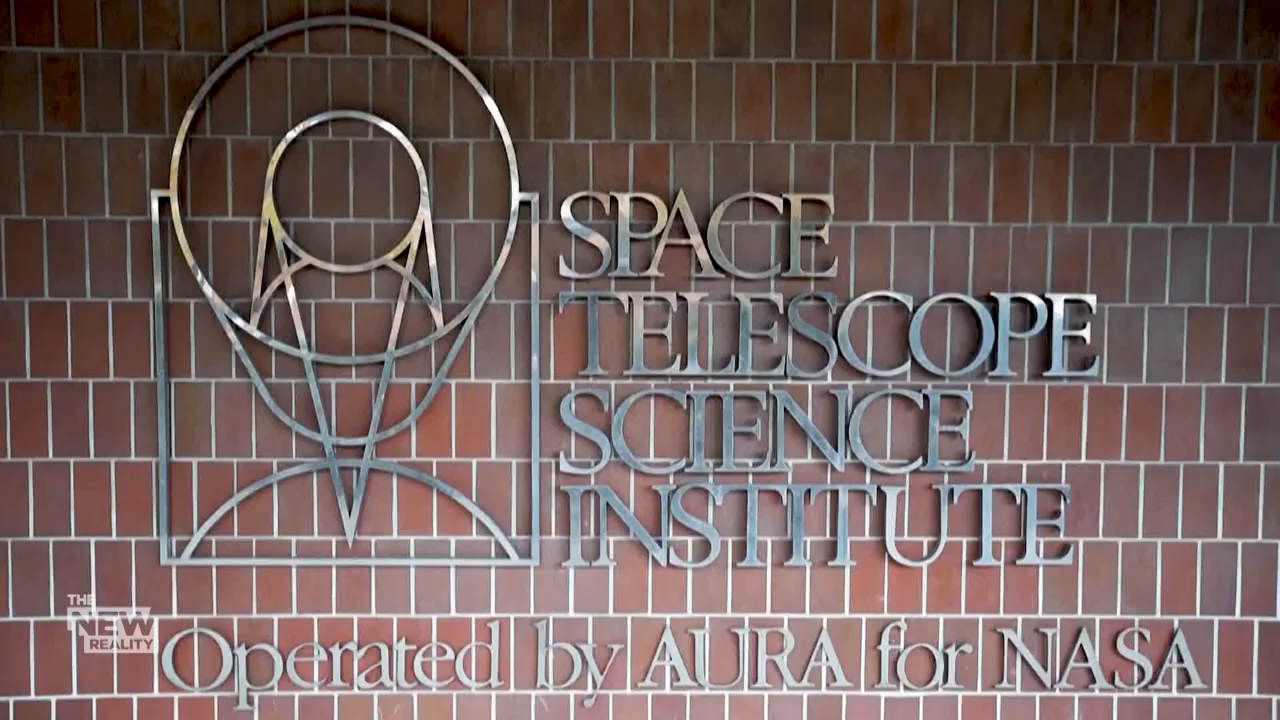 SPACE
TELESCOPE
SCIENCE
INSTITUTE
Operated by AURA for NASA
THE
NEW
REALITY